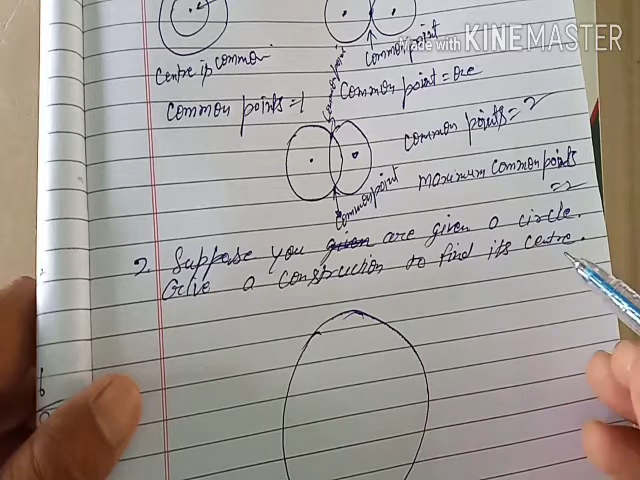 Made with KINEMASTER
Centre is common
Common points = 1
Common point
Common point = one
Common point
Common points = 2
Common point
Maximum common points
= 2
2. Suppose you given are given a circle.
Give a construction to find its centre.